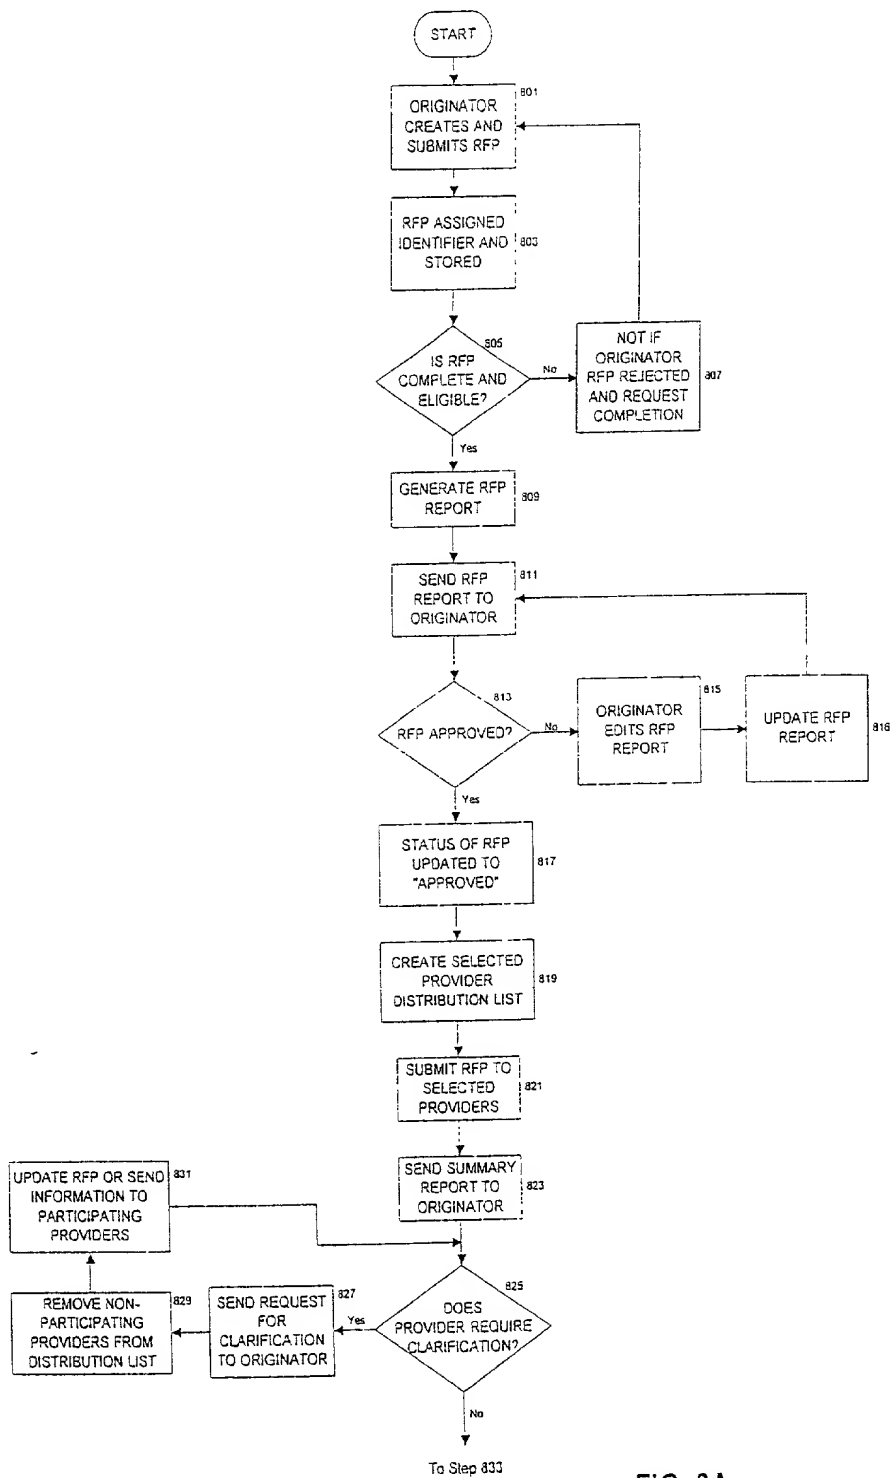 START
801
ORIGINATOR
CREATES AND
SUBMITS RFP
RFP ASSIGNED
IDENTIFIER AND
STORED
803
805
IS RFP
COMPLETE AND
ELIGIBLE?
No
NOT IF
ORIGINATOR
RFP REJECTED
AND REQUEST
COMPLETION
807
Yes
GENERATE RFP
REPORT
809
811
SEND RFP
REPORT TO
ORIGINATOR
813
RFP APPROVED?
No
815
ORIGINATOR
EDITS RFP
REPORT
UPDATE RFP
REPORT
816
Yes
STATUS OF RFP
UPDATED TO
"APPROVED"
817
CREATE SELECTED
PROVIDER
DISTRIBUTION LIST
819
SUBMIT RFP TO
SELECTED
PROVIDERS
821
SEND SUMMARY
REPORT TO
ORIGINATOR
823
825
DOES
PROVIDER REQUIRE
CLARIFICATION?
Yes
827
SEND REQUEST
FOR
CLARIFICATION
TO ORIGINATOR
829
REMOVE NON-
PARTICIPATING
PROVIDERS FROM
DISTRIBUTION LIST
831
UPDATE RFP OR SEND
INFORMATION TO
PARTICIPATING
PROVIDERS
No
To Step 833